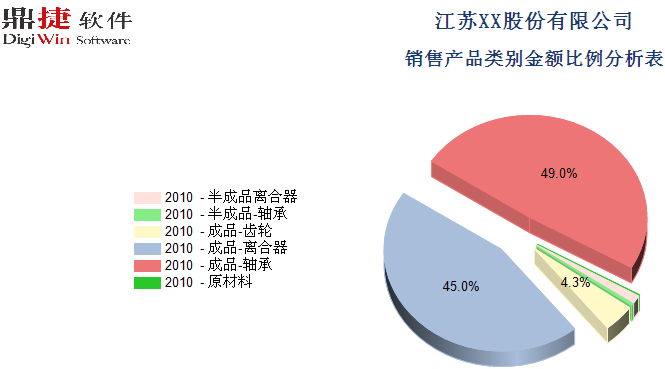 鼎捷软件
DigiWin Software
江苏XX股份有限公司
销售产品类别金额比例分析表
49.0%
2010 - 半成品离合器
2010 - 半成品-轴承
2010 - 成品-齿轮
2010 - 成品-离合器
2010 - 成品-轴承
2010 - 原材料
45.0%
4.3%